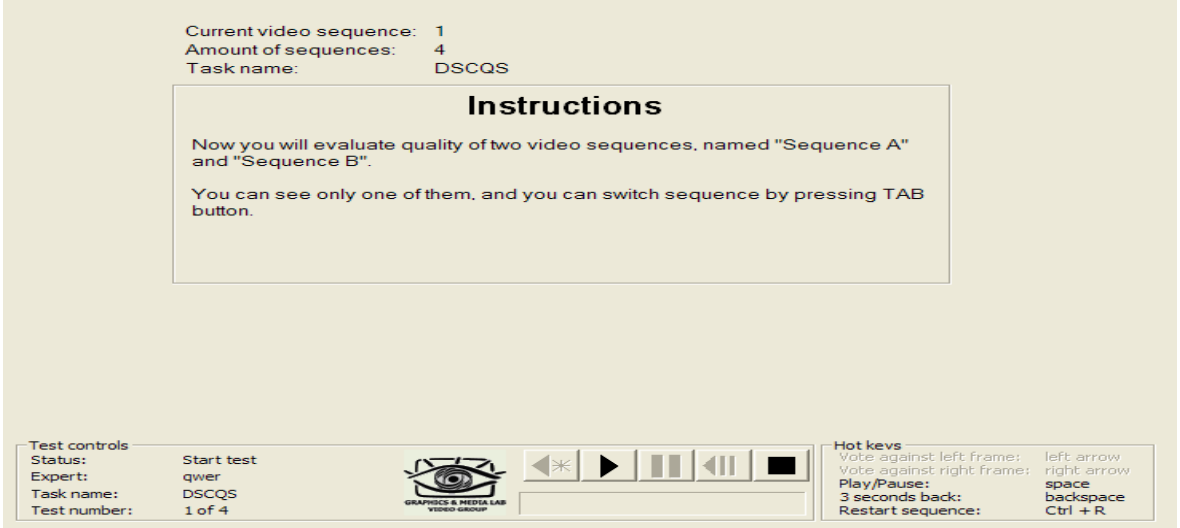 Current video sequence: 1
Amount of sequences: 4
Task name: DSCQS
Instructions
Now you will evaluate quality of two video sequences, named "Sequence A"
and "Sequence B".
You can see only one of them, and you can switch sequence by pressing TAB
button.
Test controls
Status: Start test
Expert: qwer
Task name: DSCQS
Test number: 1 of 4
GRAPHICS & MEDIA LAB
VIDEO GROUP
Hot keys
Vote against left frame: left arrow
Vote against right frame: right arrow
Play/Pause: space
3 seconds back: backspace
Restart sequence: Ctrl + R